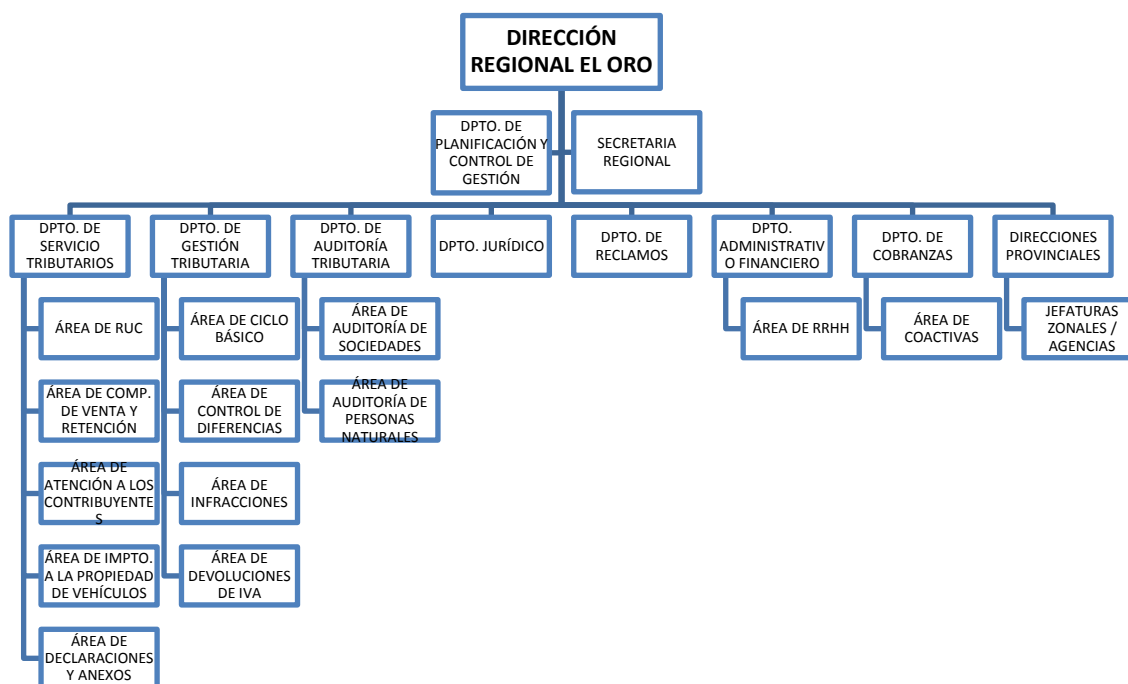 DIRECCIÓN
REGIONAL EL ORO
DPTO. DE
PLANIFICACIÓN Y
CONTROL DE
GESTIÓN
SECRETARIA
REGIONAL
DPTO. DE
SERVICIO
TRIBUTARIOS
DPTO. DE
GESTIÓN
TRIBUTARIA
DPTO. DE
AUDITORÍA
TRIBUTARIA
DPTO. JURÍDICO
DPTO. DE
RECLAMOS
DPTO.
ADMINISTRATIV
O FINANCIERO
DPTO. DE
COBRANZAS
DIRECCIONES
PROVINCIALES
ÁREA DE RUC
ÁREA DE COMP.
DE VENTA Y
RETENCIÓN
ÁREA DE
ATENCIÓN A LOS
CONTRIBUYENTE
S
ÁREA DE IMPTO.
A LA PROPIEDAD
DE VEHÍCULOS
ÁREA DE
DECLARACIONES
Y ANEXOS
ÁREA DE CICLO
BÁSICO
ÁREA DE
CONTROL DE
DIFERENCIAS
ÁREA DE
INFRACCIONES
ÁREA DE
DEVOLUCIONES
DE IVA
ÁREA DE
AUDITORÍA DE
SOCIEDADES
ÁREA DE
AUDITORÍA DE
PERSONAS
NATURALES
ÁREA DE RRHH
ÁREA DE
COACTIVAS
JEFATURAS
ZONALES /
AGENCIAS